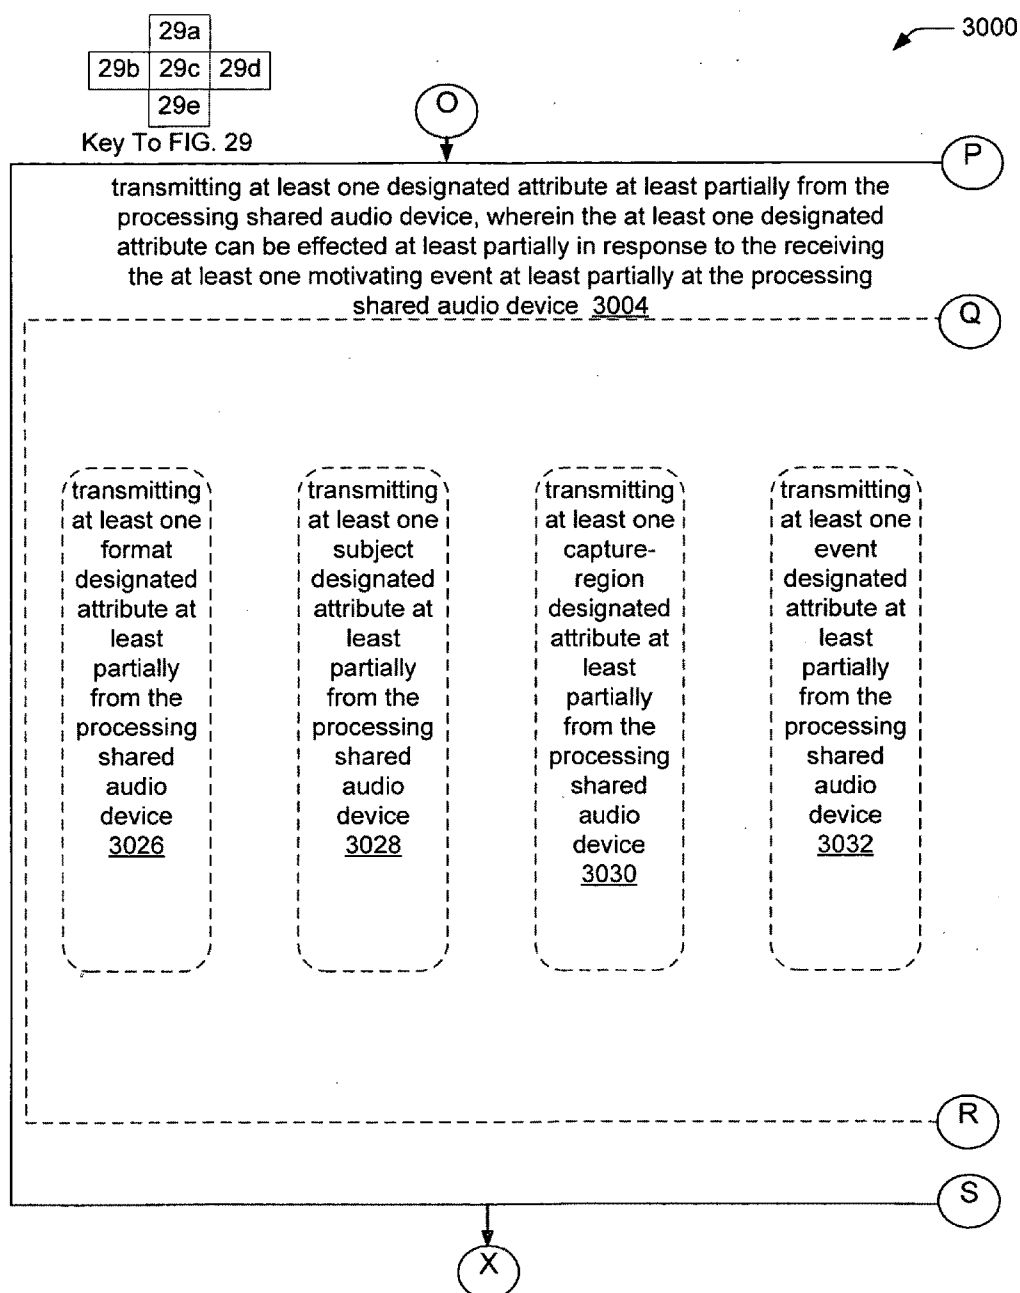 29a
3000
29b 29c 29d
29e
O
Key To FIG. 29
P
transmitting at least one designated attribute at least partially from the
processing shared audio device, wherein the at least one designated
attribute can be effected at least partially in response to the receiving
the at least one motivating event at least partially at the processing
shared audio device 3004
Q
transmitting
at least one
format
designated
attribute at
least
partially
from the
processing
shared
audio
device
3026
transmitting
at least one
subject
designated
attribute at
least
partially
from the
processing
shared
audio
device
3028
transmitting
at least one
capture-
region
designated
attribute at
least
partially
from the
processing
shared
audio
device
3030
transmitting
at least one
event
designated
attribute at
least
partially
from the
processing
shared
audio
device
3032
R
S
X